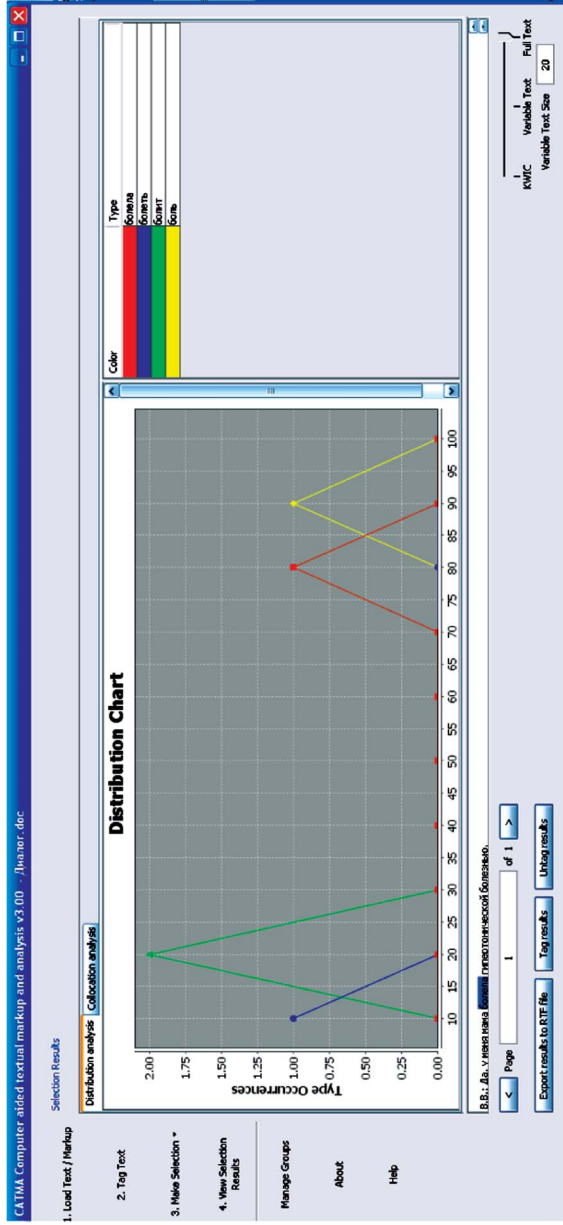 CATMA Computer aided textual markup and analysis v3.00 - Диалог.doc
1. Load Text / Markup
2. Tag Text
3. Make Selection
4. View Selection
Results
Manage Groups
About
Help
Selection Results
Distribution analysis
Collocation analysis
Distribution Chart
Type Occurrences
2.00
1.75
1.50
1.25
1.00
0.75
0.50
0.25
0.00
10 15 20 25 30 35 40 45 50 55 60 65 70 75 80 85 90 95 100
Color Type
болела
болеть
болит
боль
В.В.: Да, у меня мама болела гипертонической болезнью.
< Page 1 of 1 >
Export results to RTF file Tag results Untag results
KWIC Variable Text Full Text
Variable Text Size 20